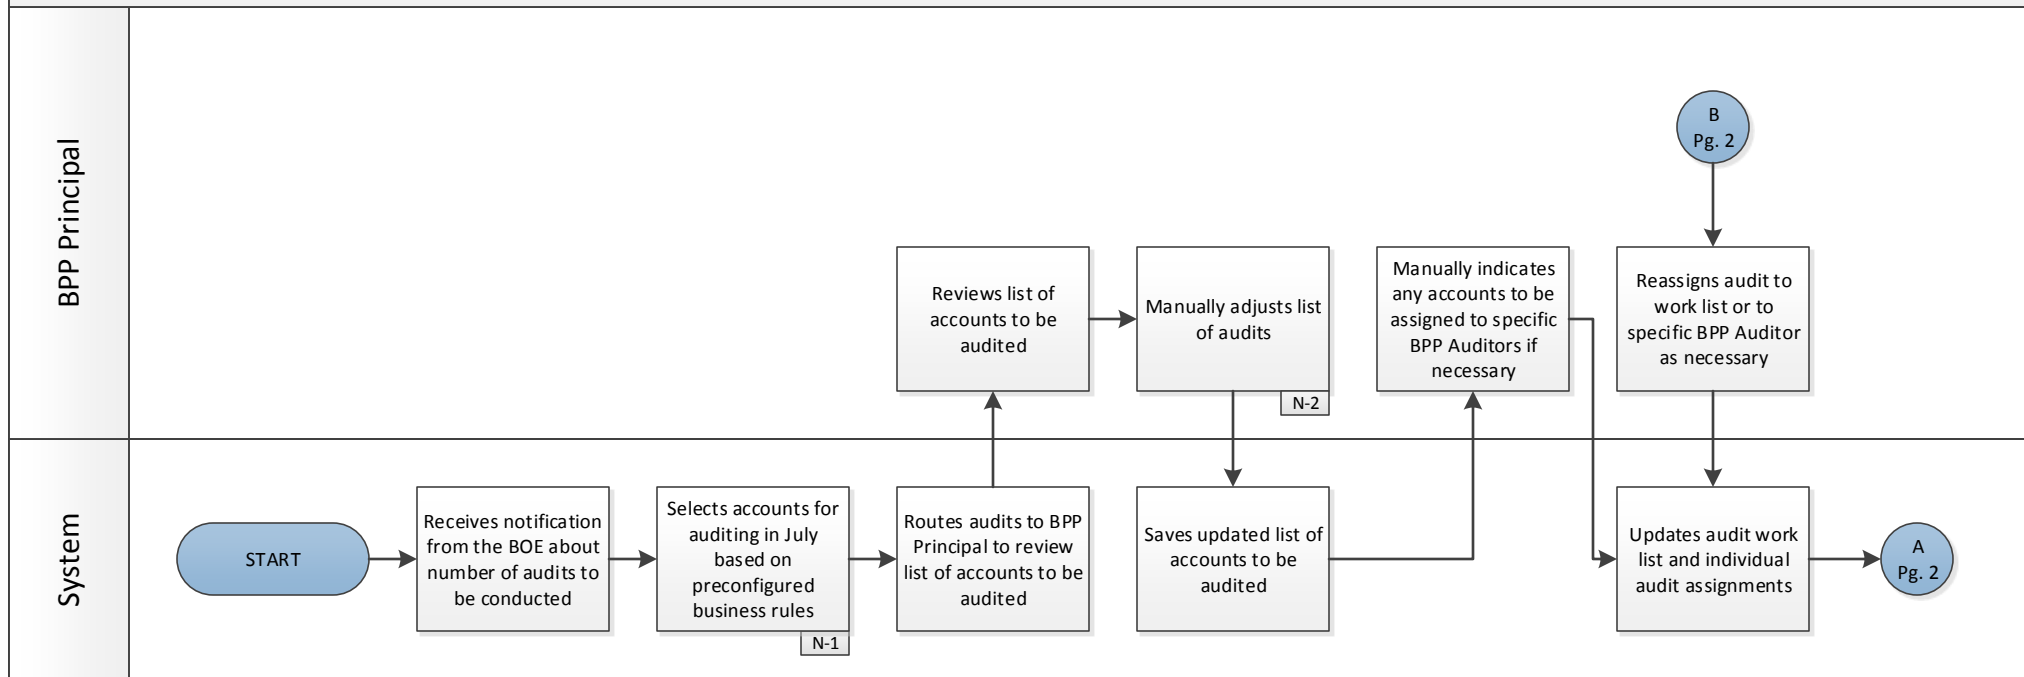 BPP Principal
B
Pg. 2
Reviews list of
accounts to be
audited
Manually adjusts list
of audits
N-2
Manually indicates
any accounts to be
assigned to specific
BPP Auditors if
necessary
Reassigns audit to
work list or to
specific BPP Auditor
as necessary
System
START
Receives notification
from the BOE about
number of audits to
be conducted
Selects accounts for
auditing in July
based on
preconfigured
business rules
N-1
Routes audits to BPP
Principal to review
list of accounts to be
audited
Saves updated list of
accounts to be
audited
Updates audit work
list and individual
audit assignments
A
Pg. 2